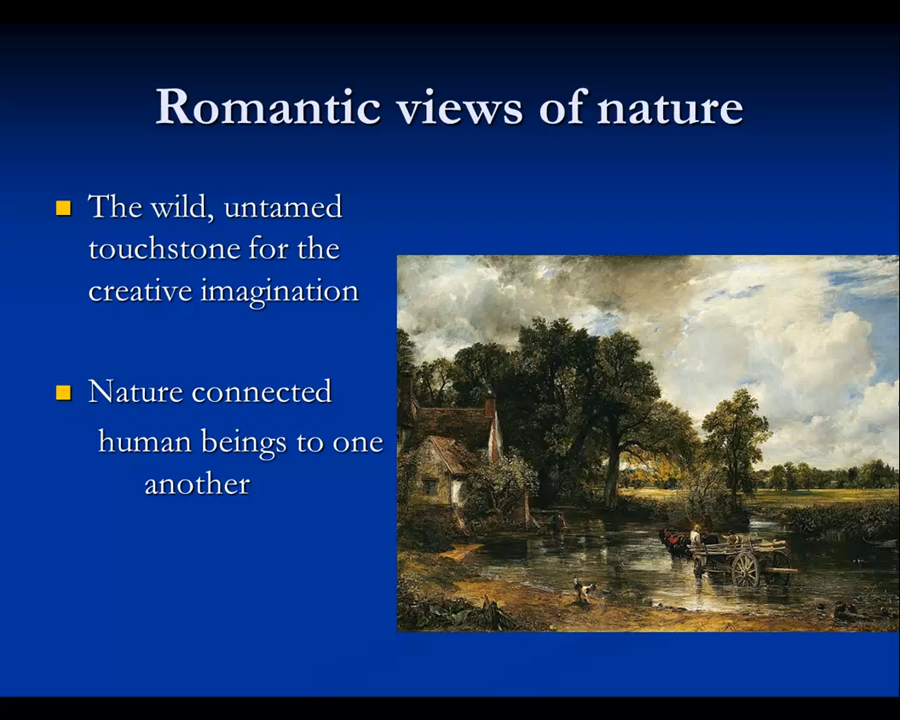 Romantic views of nature
The wild, untamed
touchstone for the
creative imagination
Nature connected
human beings to one
another